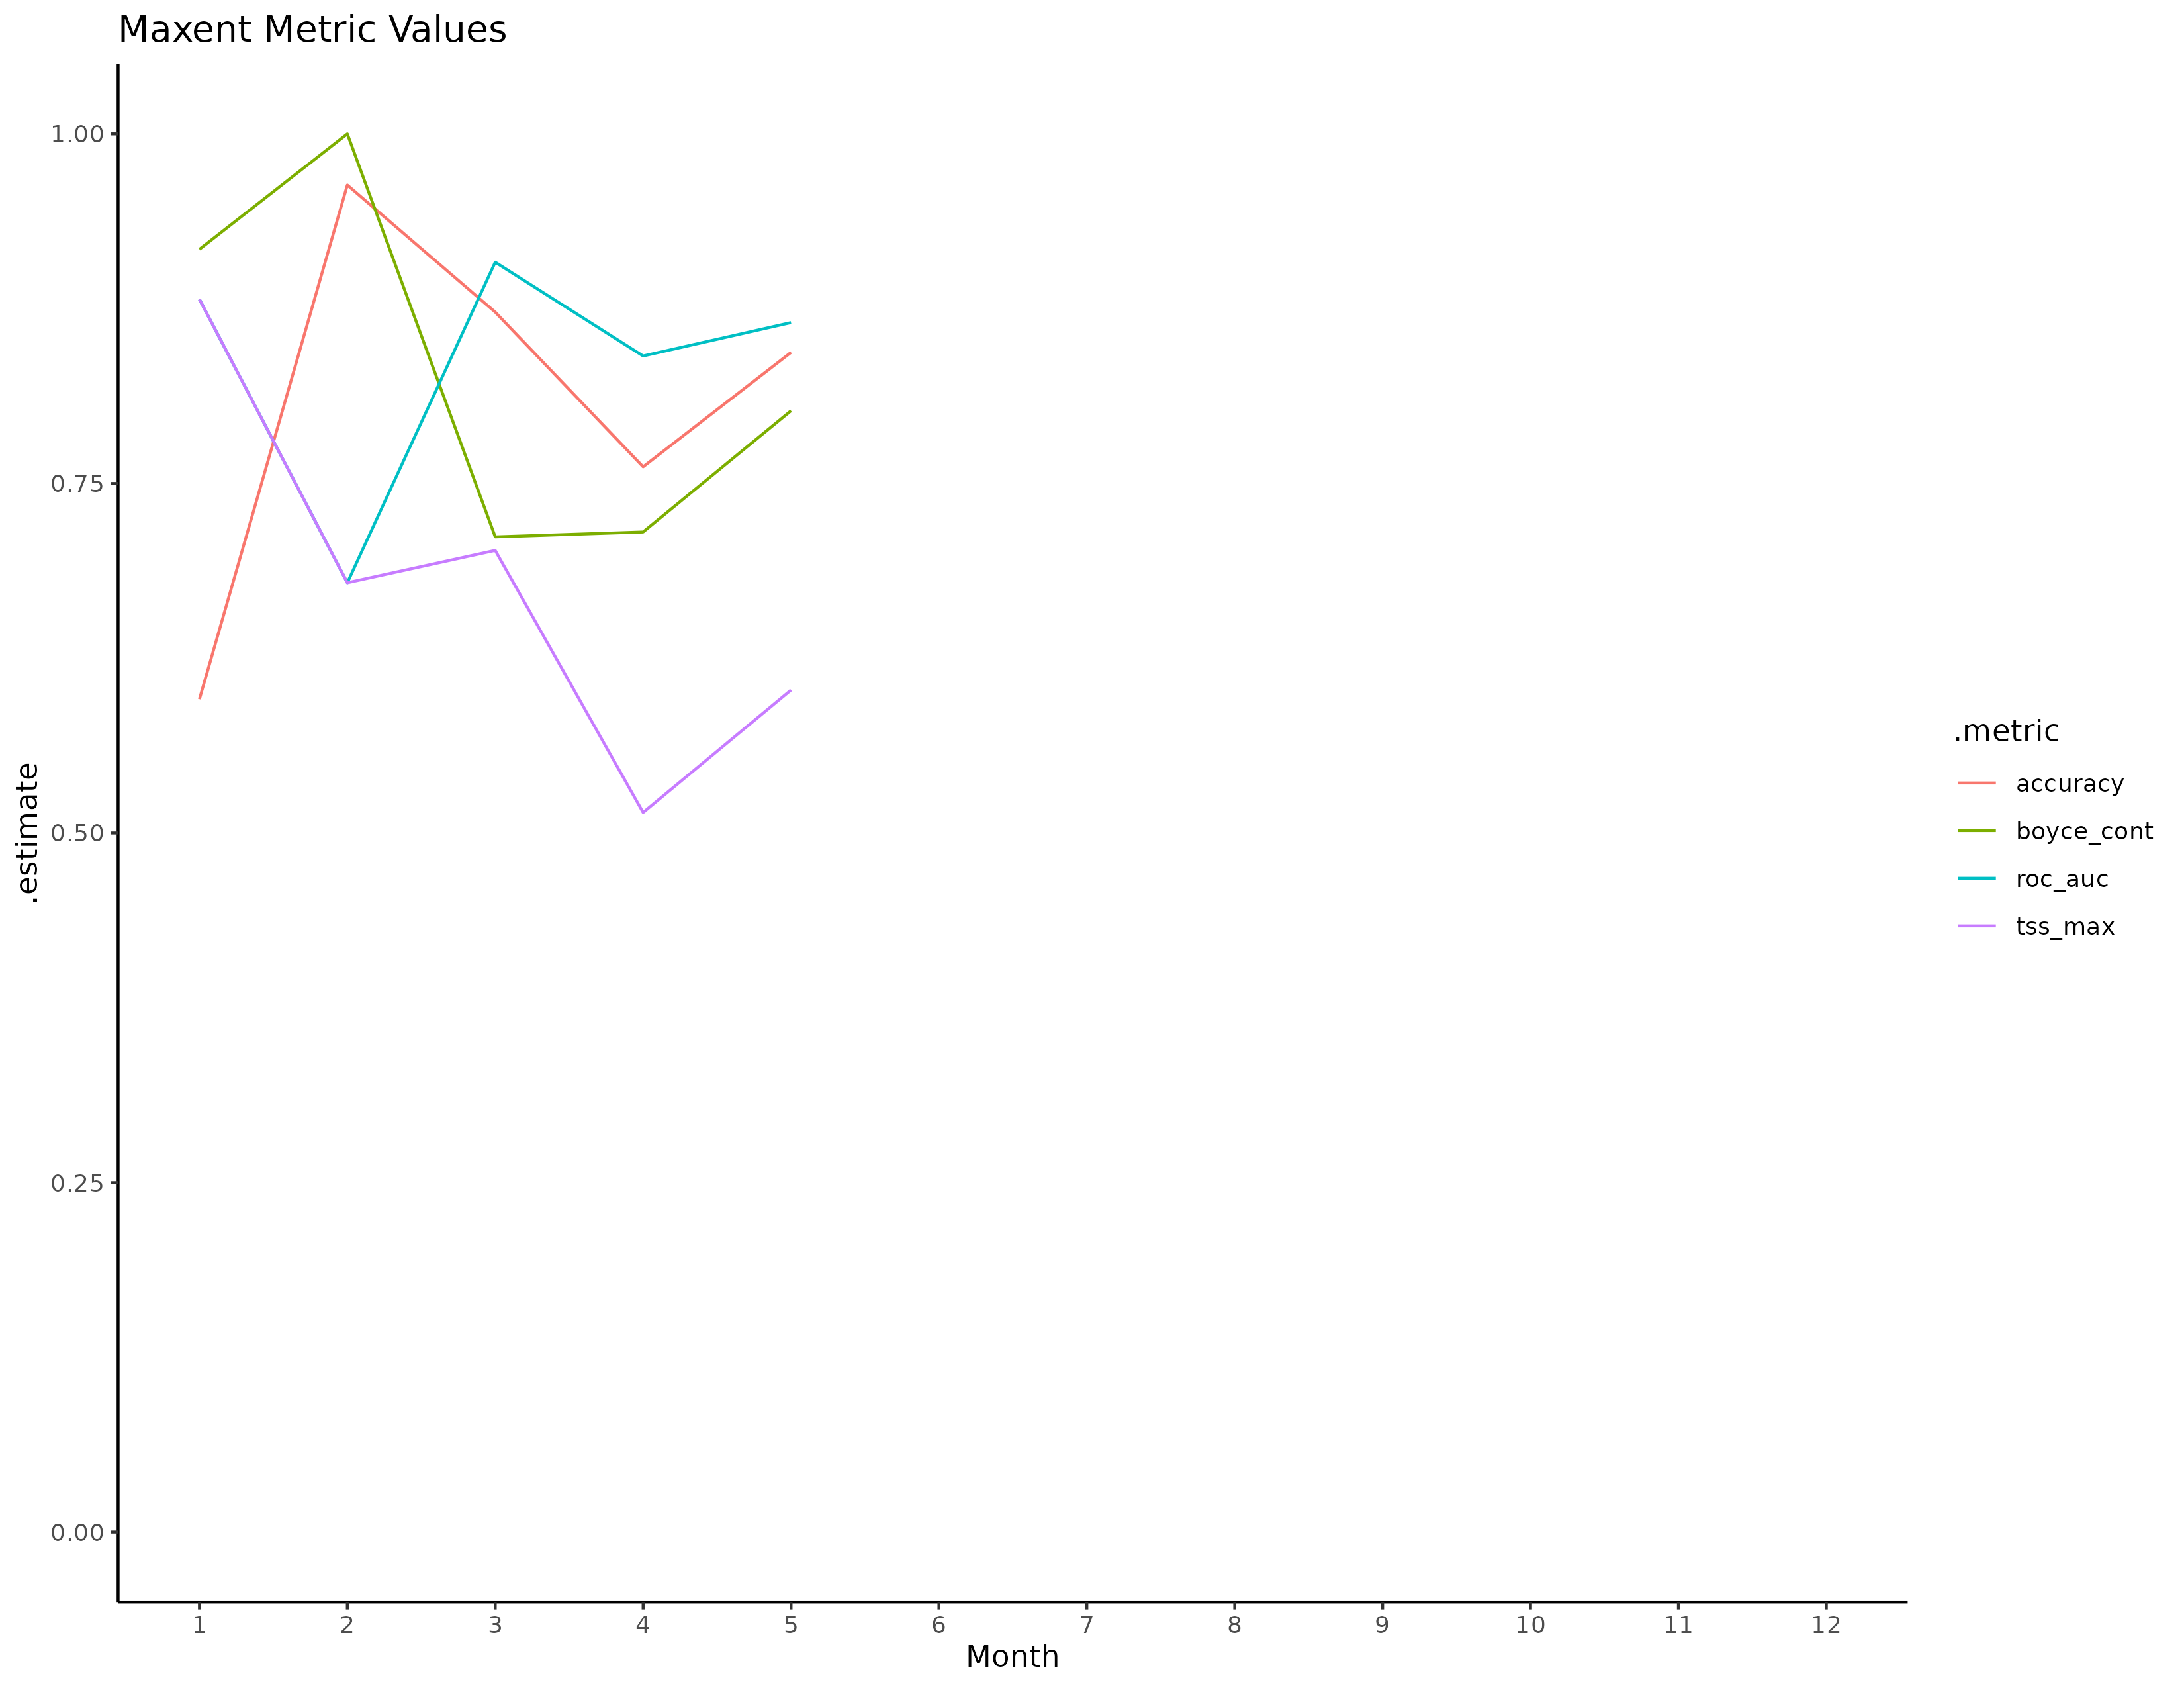 Maxent Metric Values
1.00
0.75
0.50
0.25
0.00
.estimate
1 2 3 4 5 6 7 8 9 10 11 12
Month
.metric
accuracy
boyce_cont
roc_auc
tss_max